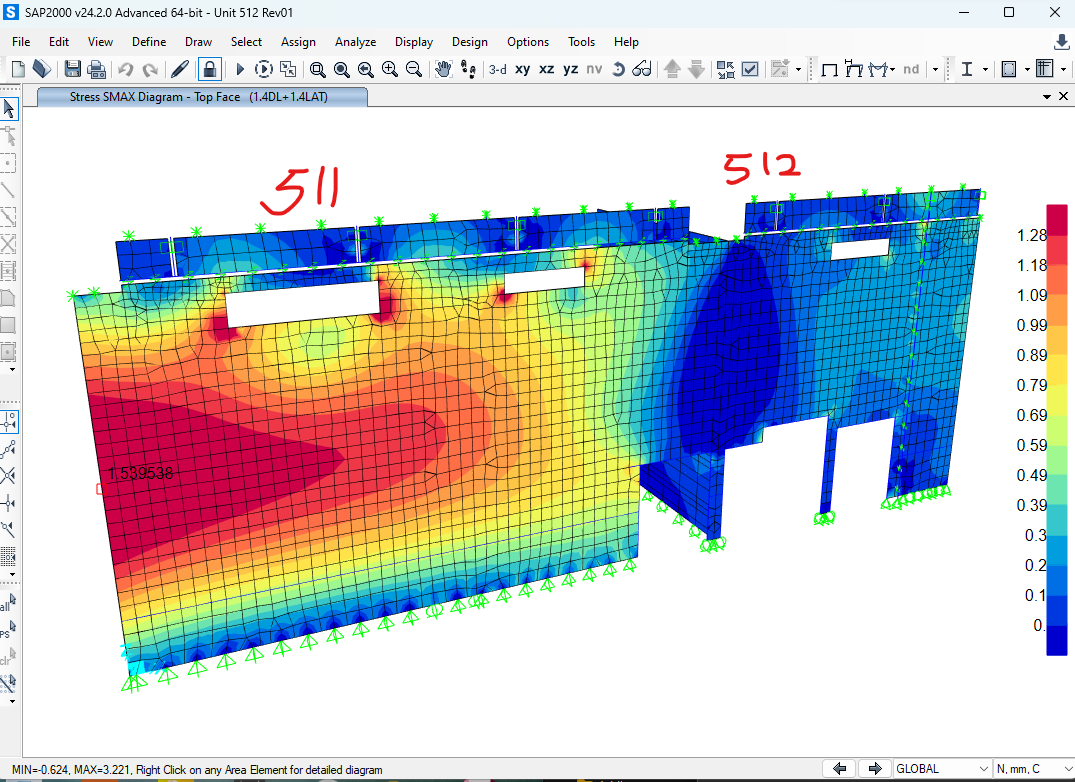 SAP2000 v24.2.0 Advanced 64-bit - Unit 512 Rev01
File Edit View Define Draw Select Assign Analyze Display Design Options Tools Help
3-d xy xz yz nv nd
Stress SMAX Diagram - Top Face (1.4DL+1.4LAT)
511
512
1.28
1.18
1.09
0.99
0.89
0.79
0.69
0.59
0.49
0.39
0.3
0.2
0.1
0.
1.539538
all
PS
clr
MIN=-0.624, MAX=3.221, Right Click on any Area Element for detailed diagram
GLOBAL
N, mm, C